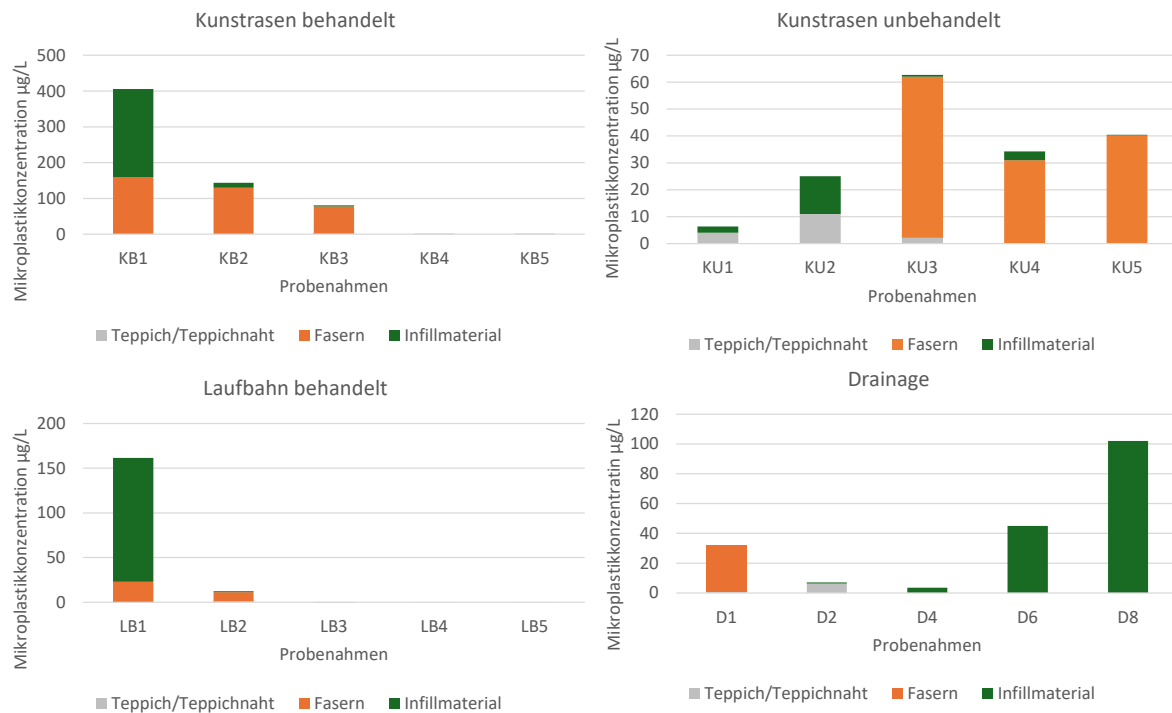 Kunstrasen behandelt
Mikroplastikkonzentration µg/L
500
400
300
200
100
0
KB1 KB2 KB3 KB4 KB5
Probenahmen
Teppich/Teppichnaht Fasern Infillmaterial
Kunstrasen unbehandelt
Mikroplastikkonzentration µg/L
70
60
50
40
30
20
10
0
KU1 KU2 KU3 KU4 KU5
Probenahmen
Teppich/Teppichnaht Fasern Infillmaterial
Laufbahn behandelt
Mikroplastikkonzentration µg/L
200
150
100
50
0
LB1 LB2 LB3 LB4 LB5
Probenahmen
Teppich/Teppichnaht Fasern Infillmaterial
Drainage
Mikroplastikkonzentratin µg/L
120
100
80
60
40
20
0
D1 D2 D4 D6 D8
Probenahmen
Teppich/Teppichnaht Fasern Infillmaterial